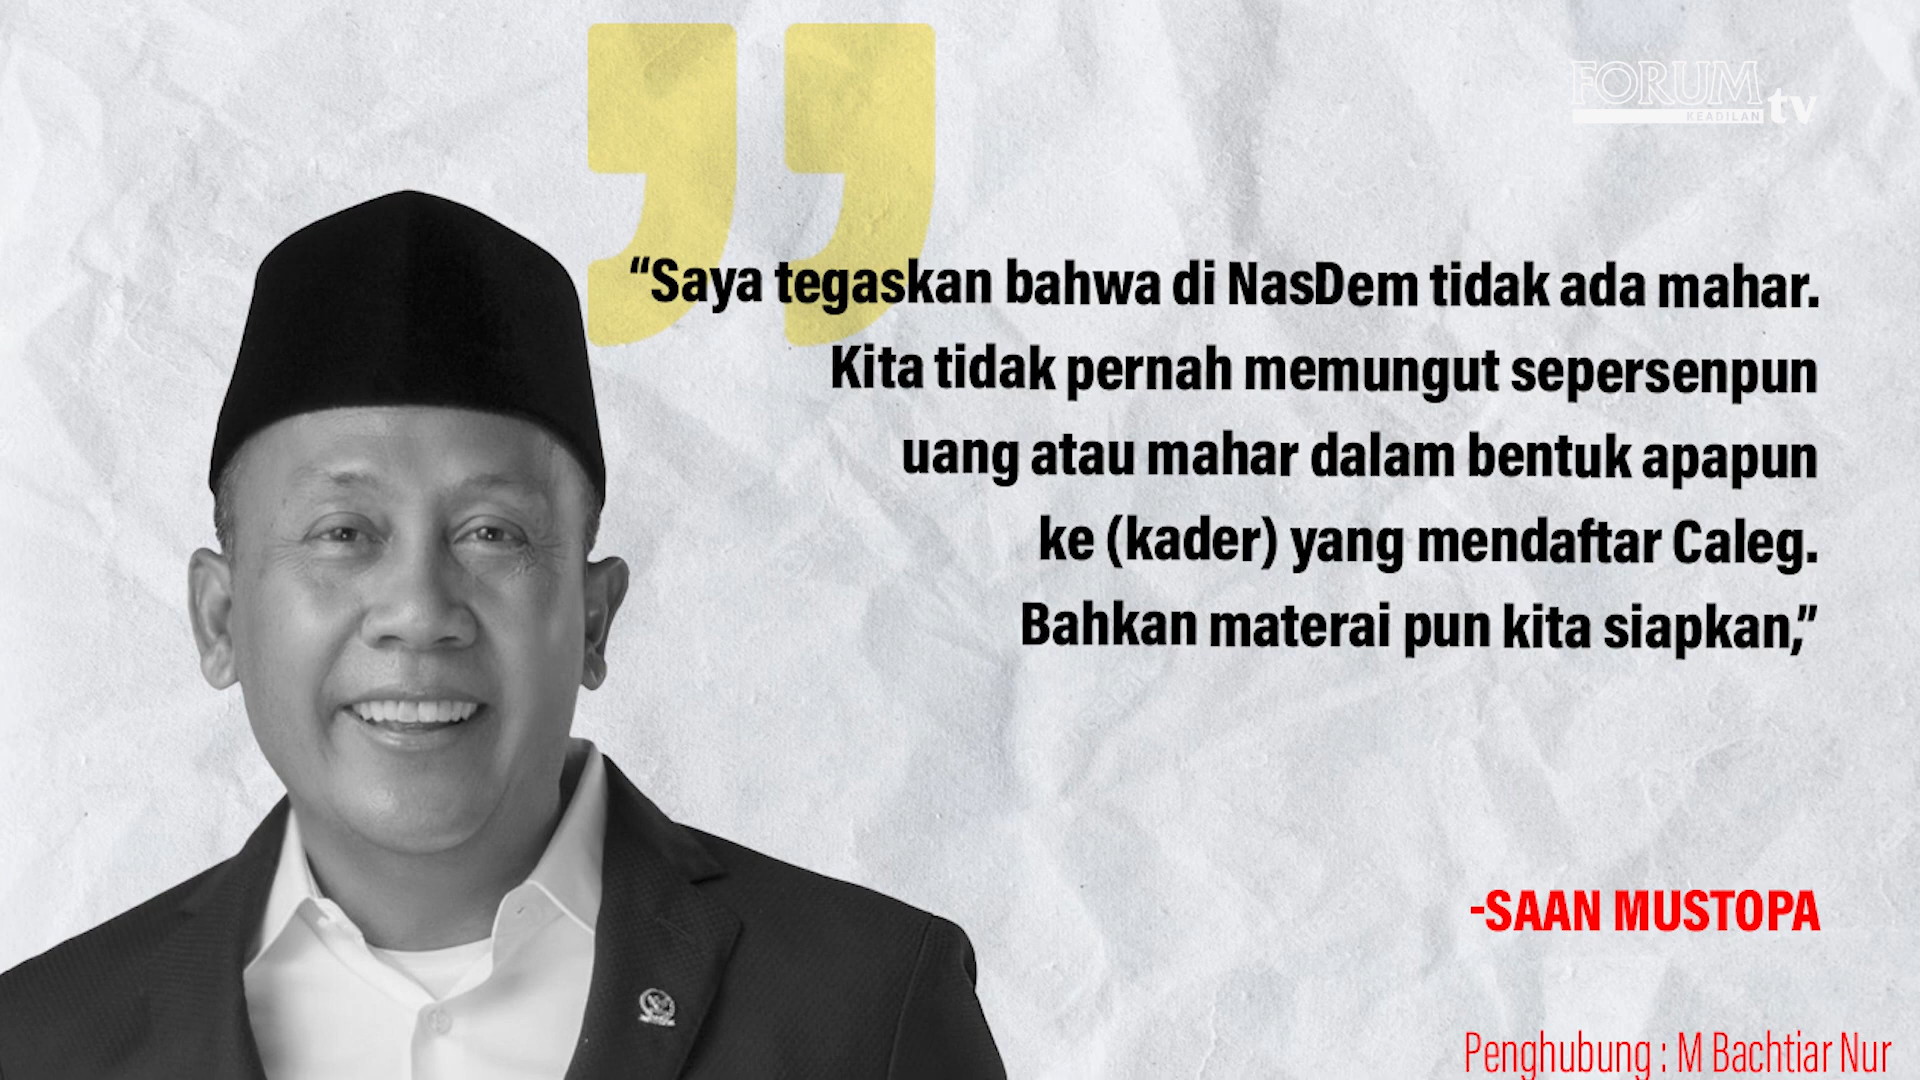 FORUM
KEADILAN tv
“Saya tegaskan bahwa di NasDem tidak ada mahar.
Kita tidak pernah memungut sepersenpun
uang atau mahar dalam bentuk apapun
ke (kader) yang mendaftar Caleg.
Bahkan materai pun kita siapkan,”
-SAAN MUSTOPA
Penghubung : M Bachtiar Nur